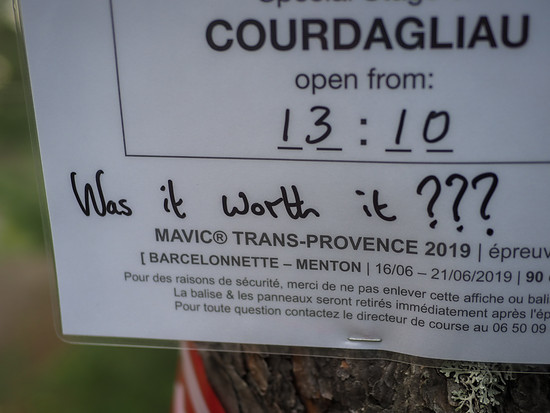 Special Stage
COURDAGLIAU
open from:
13:10
Was it worth it ???
MAVIC® TRANS-PROVENCE 2019 | épreuv
[ BARCELONNETTE – MENTON | 16/06 – 21/06/2019 | 90
Pour des raisons de sécurité, merci de ne pas enlever cette affiche ou bali
La balise & les panneaux seront retirés immédiatement après l'ép
Pour toute question contactez le directeur de course au 06 50 09